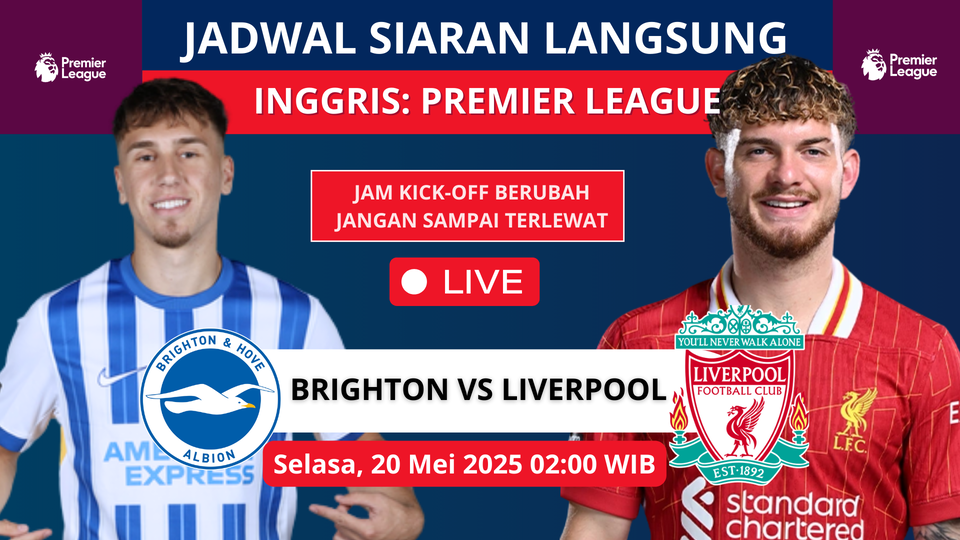 JADWAL SIARAN LANGSUNG
Premier
League
Premier
League
INGGRIS: PREMIER LEAGUE
JAM KICK-OFF BERUBAH
JANGAN SAMPAI TERLEWAT
LIVE
BRIGHTON & HOVE
ALBION
BRIGHTON VS LIVERPOOL
YOU'LL NEVER WALK ALONE
LIVERPOOL
FOOTBALL CLUB
EST·1892
L.F.C.
AME
EXPRESS
Selasa, 20 Mei 2025 02:00 WIB
standard
chartered